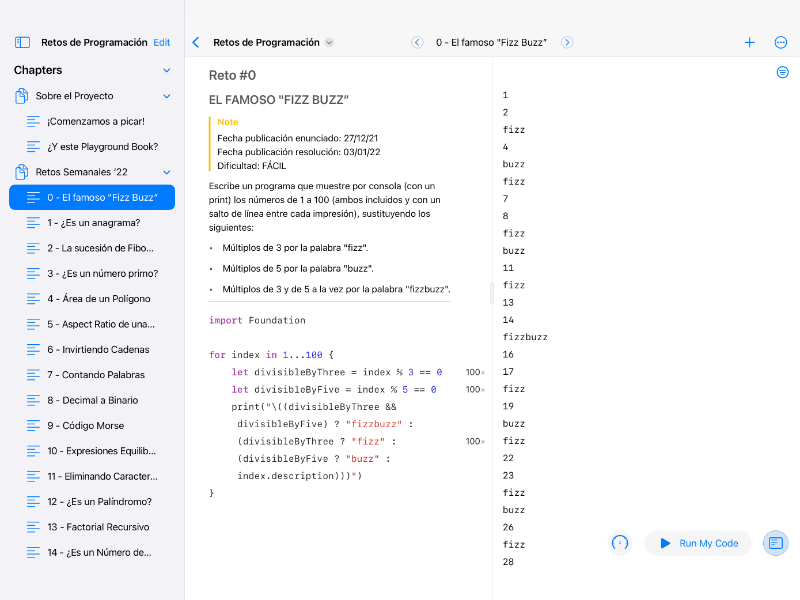 Retos de Programación Edit
Chapters
Sobre el Proyecto
¡Comenzamos a picar!
¿Y este Playground Book?
Retos Semanales '22
0 - El famoso "Fizz Buzz"
1 - ¿Es un anagrama?
2 - La sucesión de Fibo...
3 - ¿Es un número primo?
4 - Área de un Polígono
5 - Aspect Ratio de una...
6 - Invirtiendo Cadenas
7 - Contando Palabras
8 - Decimal a Binario
9 - Código Morse
10 - Expresiones Equilib...
11 - Eliminando Caracter...
12 - ¿Es un Palíndromo?
13 - Factorial Recursivo
14 - ¿Es un Número de...
Retos de Programación
0 - El famoso "Fizz Buzz"
Reto #0
EL FAMOSO "FIZZ BUZZ"
Note
Fecha publicación enunciado: 27/12/21
Fecha publicación resolución: 03/01/22
Dificultad: FÁCIL
Escribe un programa que muestre por consola (con un
print) los números de 1 a 100 (ambos incluidos y con un
salto de línea entre cada impresión), sustituyendo los
siguientes:
• Múltiplos de 3 por la palabra "fizz".
• Múltiplos de 5 por la palabra "buzz".
• Múltiplos de 3 y de 5 a la vez por la palabra "fizzbuzz".
import Foundation
for index in 1...100 {
let divisibleByThree = index % 3 == 0 100×
let divisibleByFive = index % 5 == 0 100×
print("\((divisibleByThree &&
divisibleByFive) ? "fizzbuzz" :
(divisibleByThree ? "fizz" : 100×
(divisibleByFive ? "buzz" :
index.description)))")
}
1
2
fizz
4
buzz
fizz
7
8
fizz
buzz
11
fizz
13
14
fizzbuzz
16
17
fizz
19
buzz
fizz
22
23
fizz
buzz
26
fizz
28
Run My Code